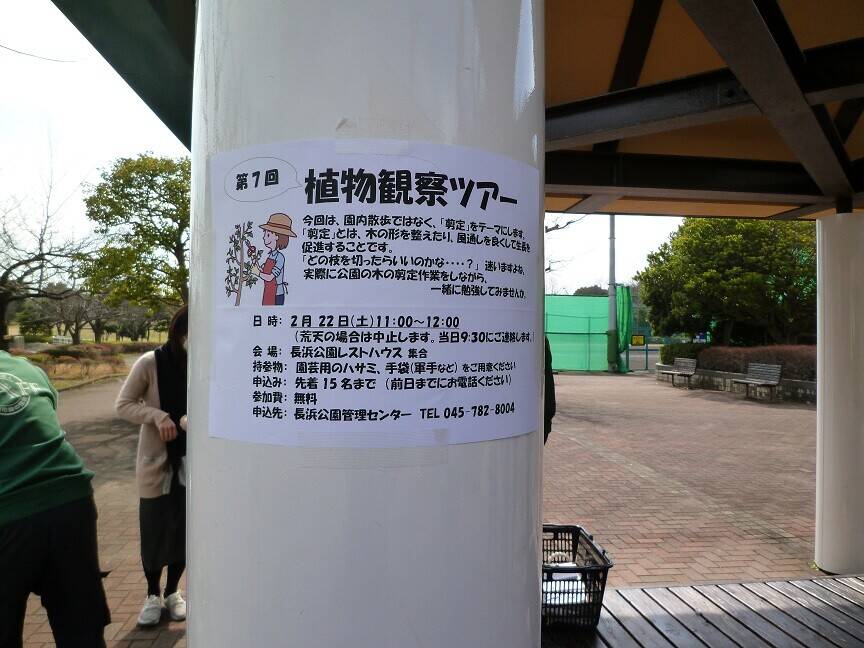 第7回
植物観察ツアー
今回は、園内散歩ではなく、「剪定」をテーマにします。
「剪定」とは、木の形を整えたり、風通しを良くして生長を
促進することです。
「どの枝を切ったらいいのかな・・・・？」 迷いますよね。
実際に公園の木の剪定作業をしながら、
一緒に勉強してみませんか。
日 時： 2月 22日(土)11:00～12:00
（荒天の場合は中止します。当日9:30にご連絡します。）
会 場： 長浜公園レストハウス 集合
持参物： 園芸用のハサミ、手袋(軍手など)をご用意ください
申込み： 先着 15名まで （前日までにお電話ください）
参加費： 無料
申込先： 長浜公園管理センター TEL 045-782-8004